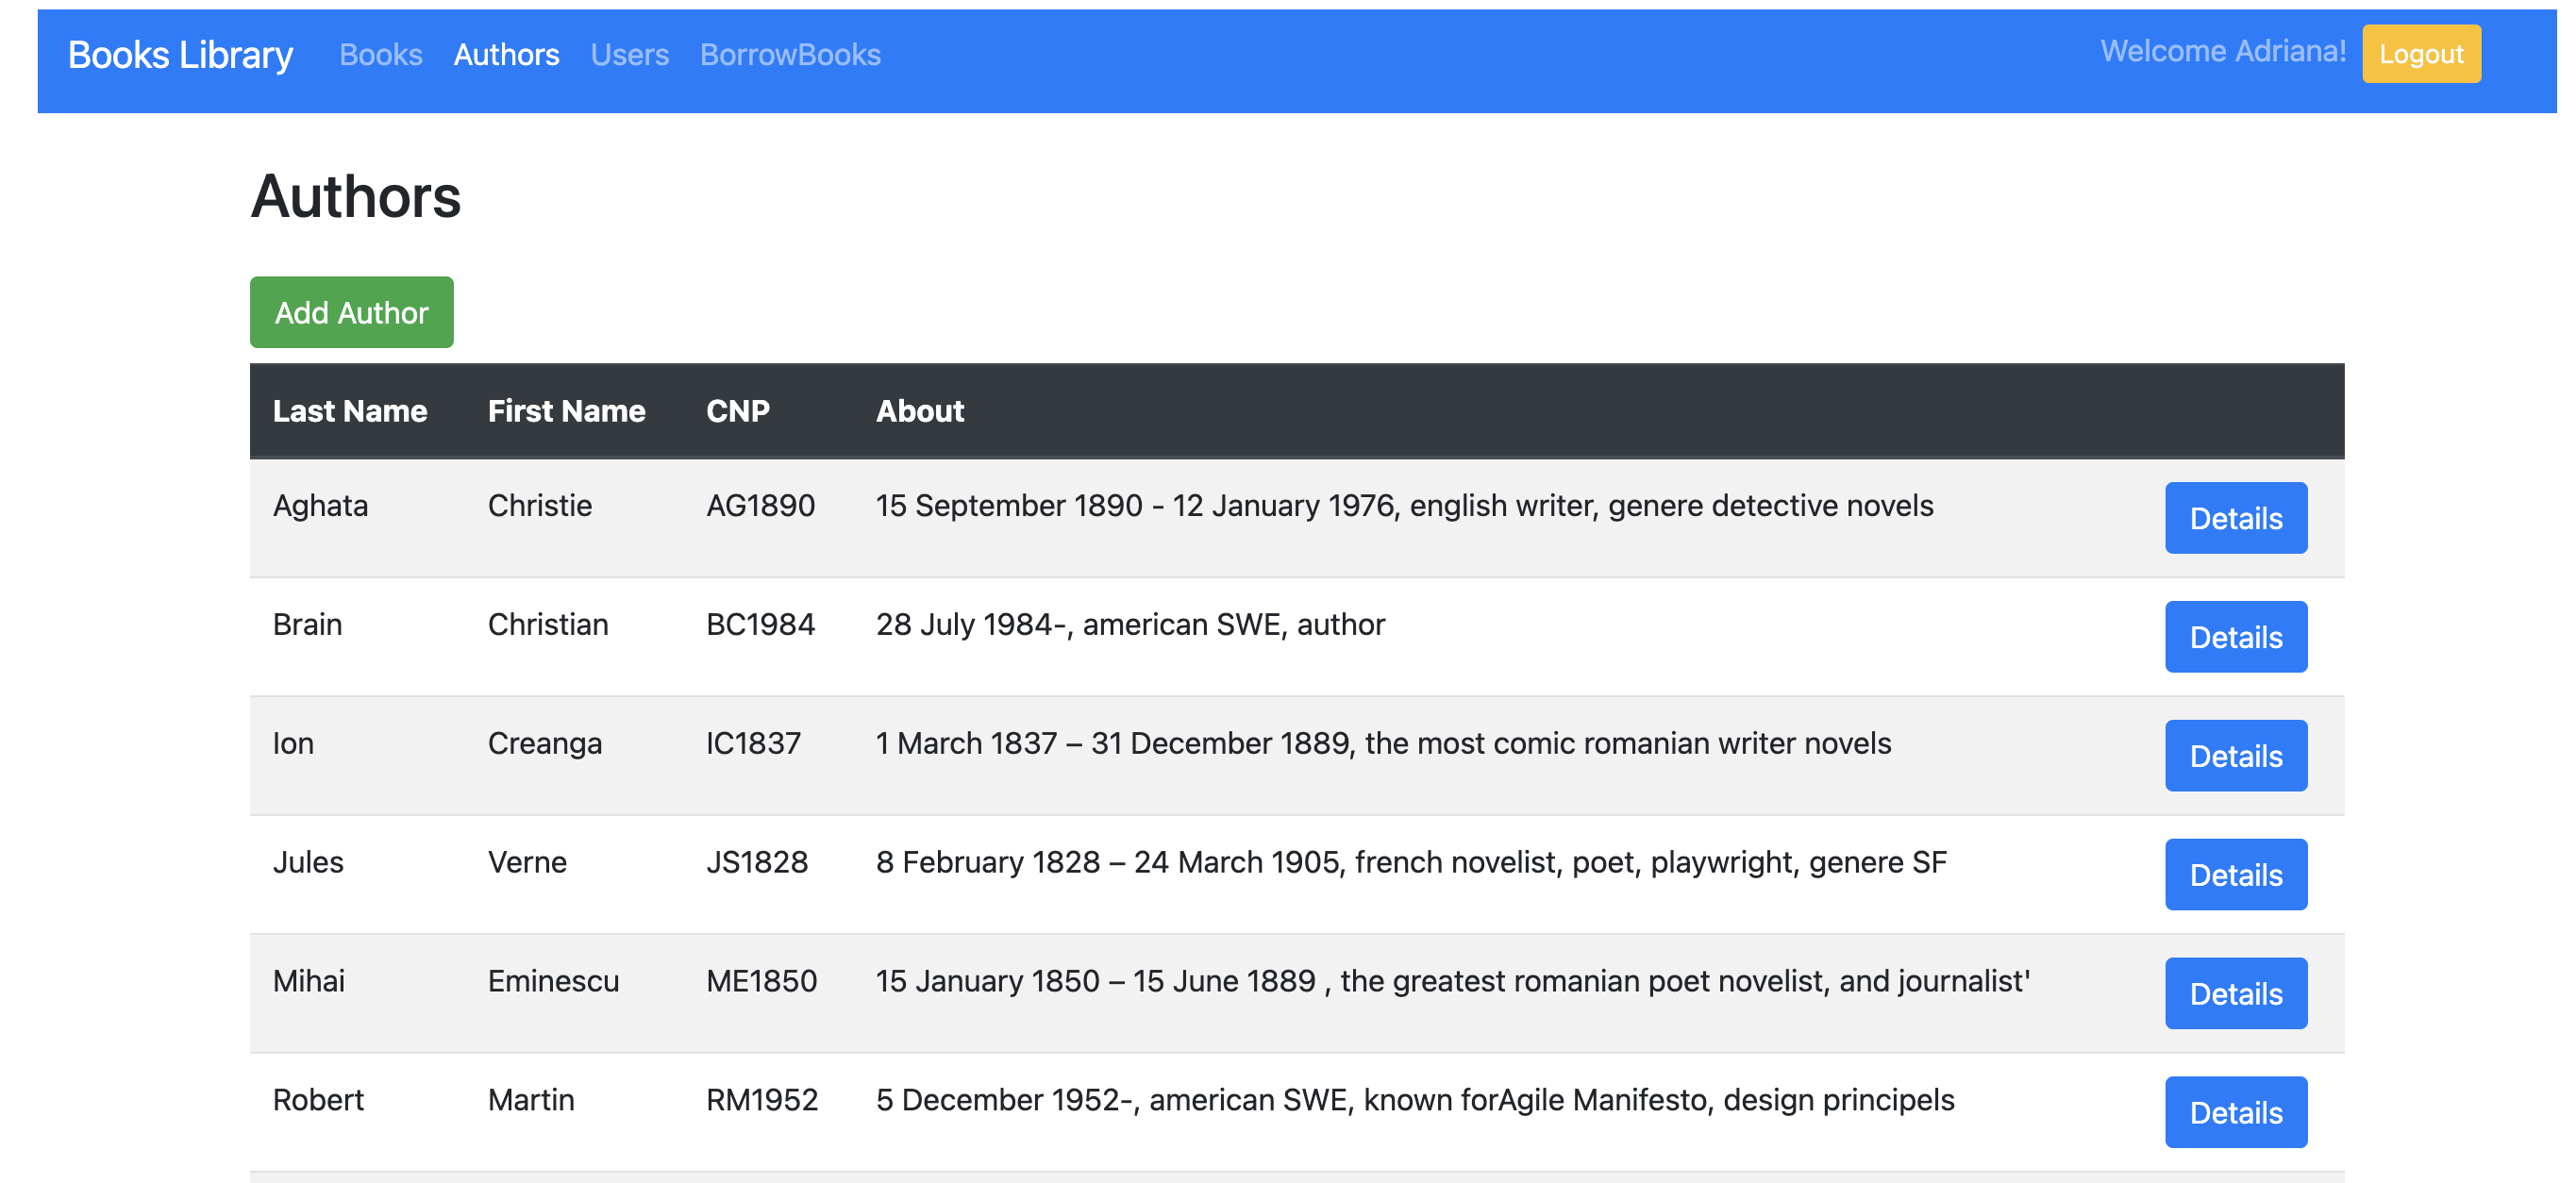 Books Library Books Authors Users BorrowBooks Welcome Adriana! Logout
Authors
Add Author
Last Name First Name CNP About
Aghata Christie AG1890 15 September 1890 - 12 January 1976, english writer, genere detective novels Details
Brain Christian BC1984 28 July 1984-, american SWE, author Details
Ion Creanga IC1837 1 March 1837 – 31 December 1889, the most comic romanian writer novels Details
Jules Verne JS1828 8 February 1828 – 24 March 1905, french novelist, poet, playwright, genere SF Details
Mihai Eminescu ME1850 15 January 1850 – 15 June 1889 , the greatest romanian poet novelist, and journalist' Details
Robert Martin RM1952 5 December 1952-, american SWE, known forAgile Manifesto, design principels Details